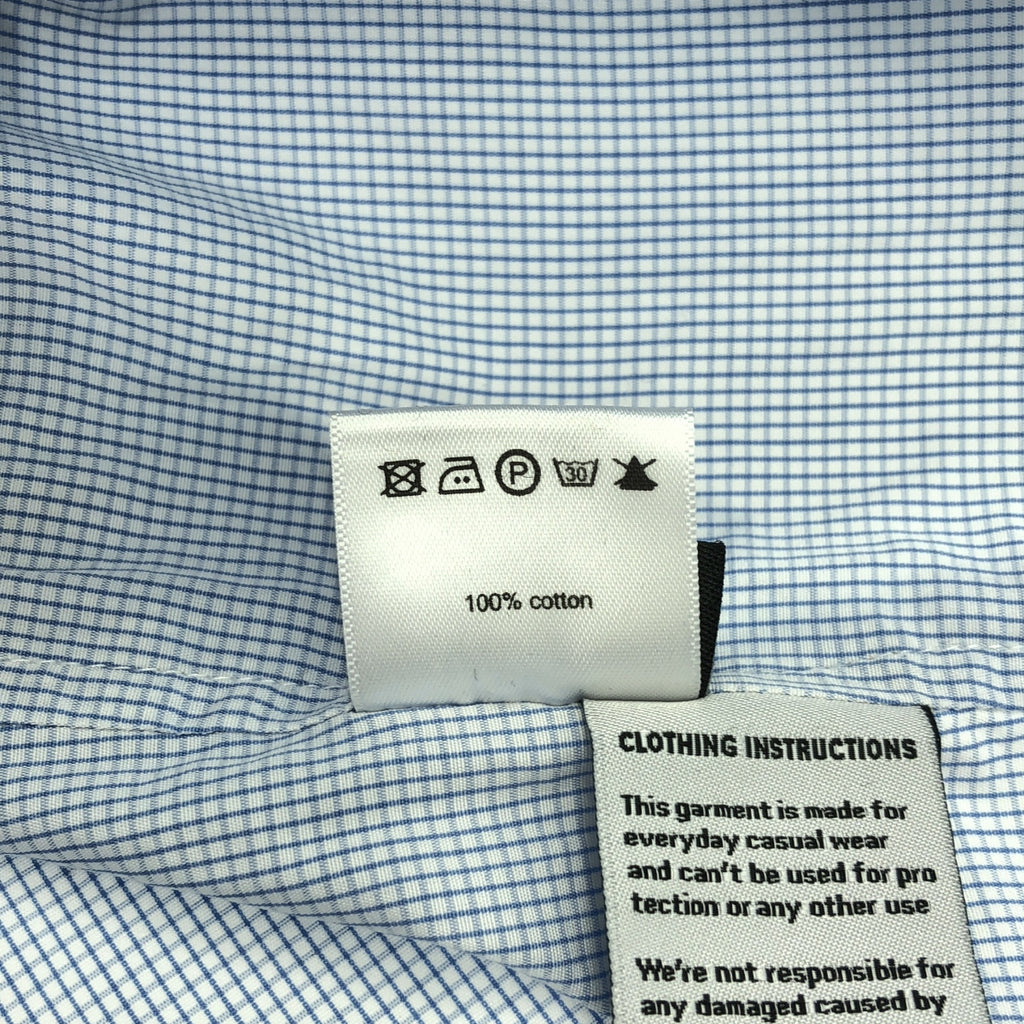 P 30
100% cotton
CLOTHING INSTRUCTIONS
This garment is made for
everyday casual wear
and can't be used for pro
tection or any other use
We're not responsible for
any damaged caused by